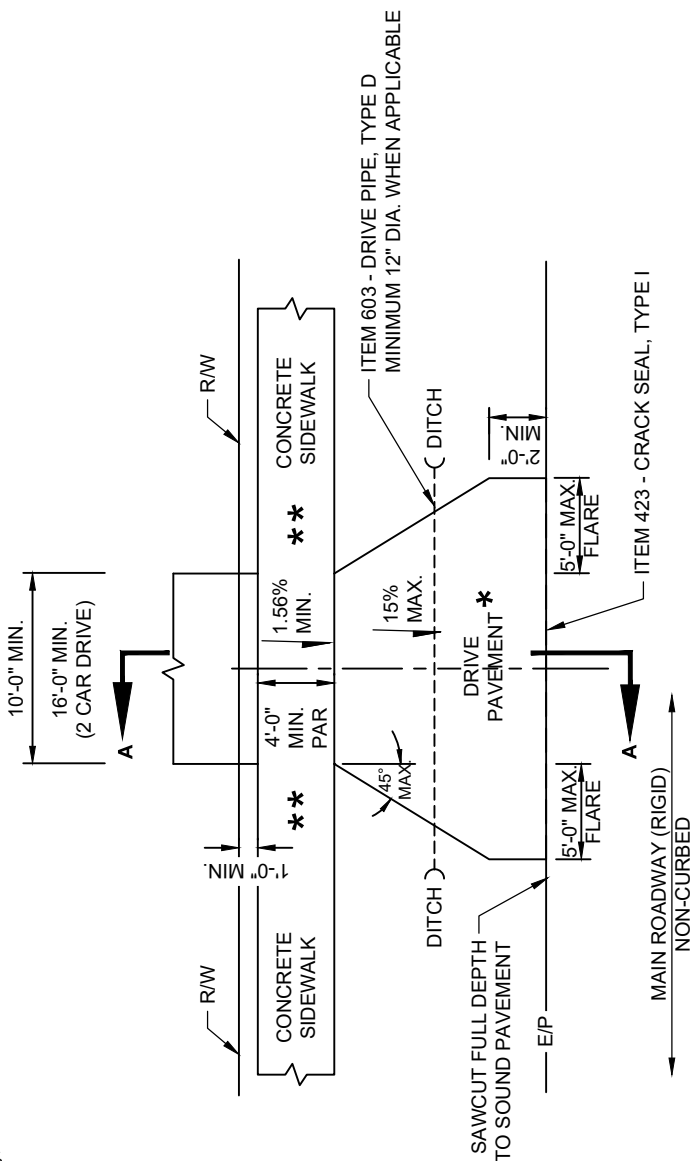 10'-0" MIN.
16'-0" MIN.
(2 CAR DRIVE)
R/W
R/W
A
1'-0" MIN.
CONCRETE
SIDEWALK
**
4'-0"
MIN.
PAR
1.56%
MIN.
**
CONCRETE
SIDEWALK
ITEM 603 - DRIVE PIPE, TYPE D
MINIMUM 12" DIA. WHEN APPLICABLE
45°
MAX.
15%
MAX.
DITCH
DITCH
DRIVE
PAVEMENT *
2'-0"
MIN.
5'-0" MAX.
FLARE
5'-0" MAX.
FLARE
SAWCUT FULL DEPTH
TO SOUND PAVEMENT
E/P
ITEM 423 - CRACK SEAL, TYPE I
A
MAIN ROADWAY (RIGID)
NON-CURBED